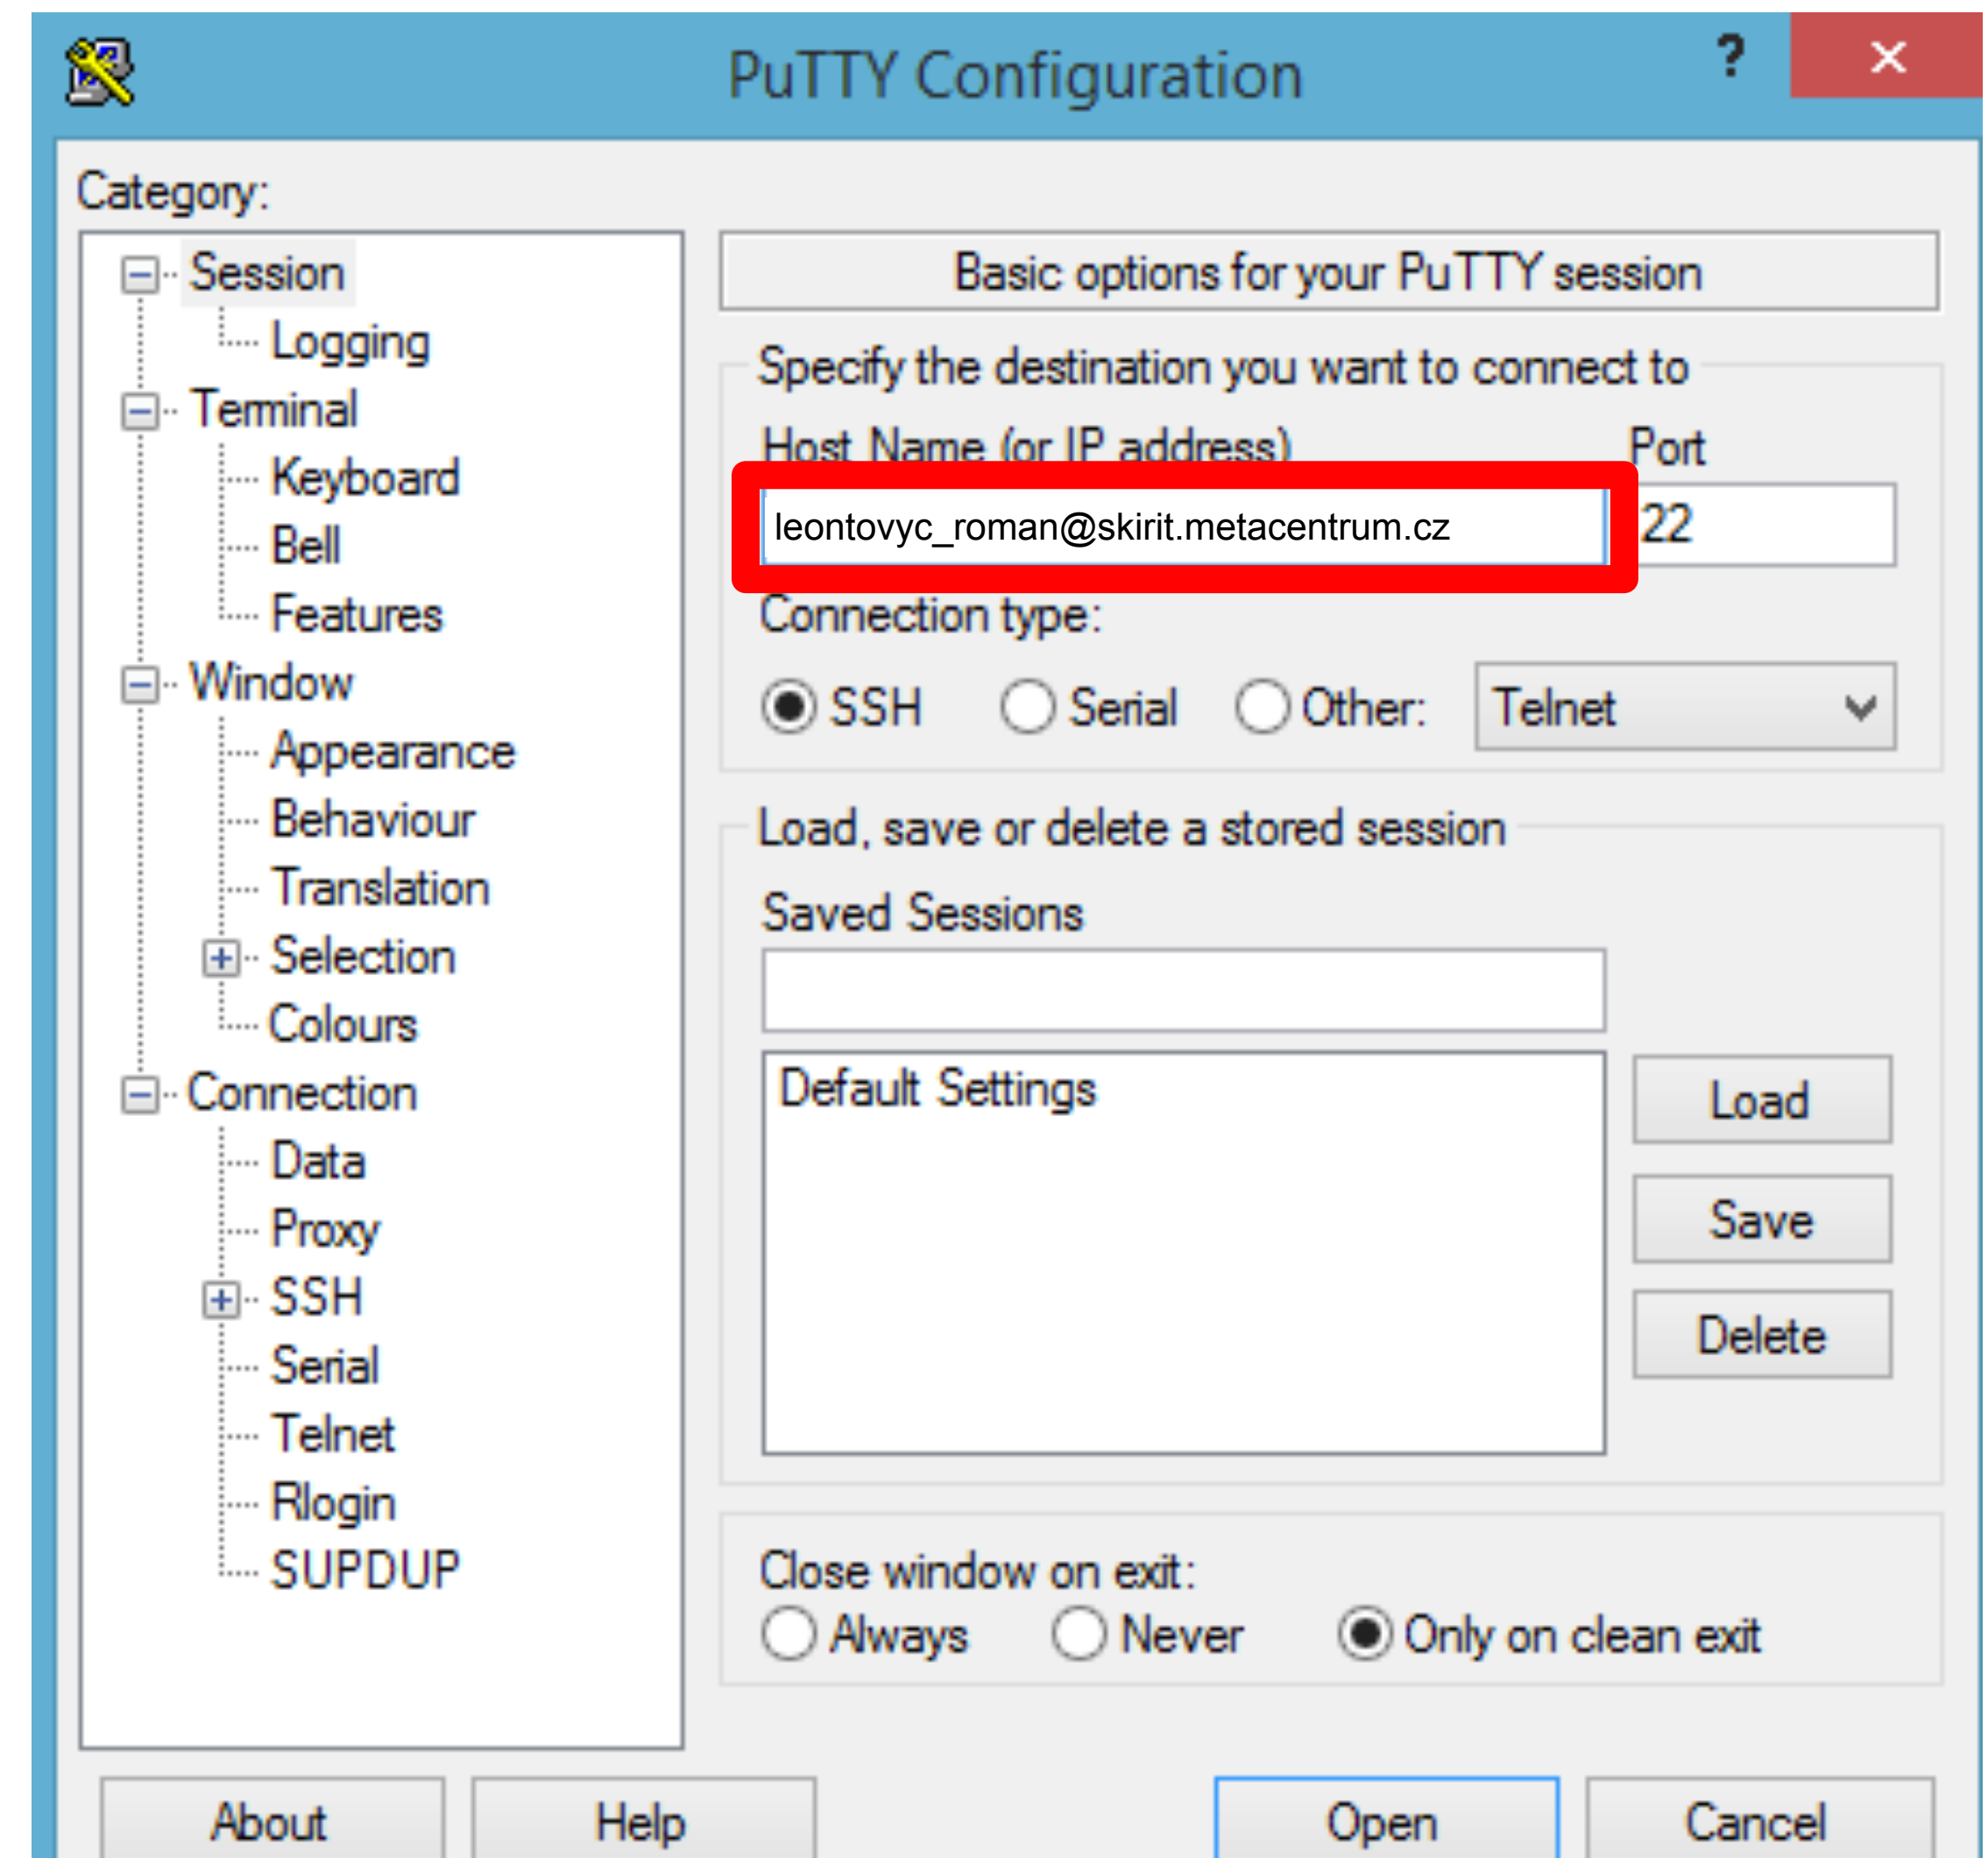 PuTTY Configuration
?
Category:
Session
Logging
Terminal
Keyboard
Bell
Features
Window
Appearance
Behaviour
Translation
Selection
Colours
Connection
Data
Proxy
SSH
Serial
Telnet
Rlogin
SUPDUP
Basic options for your PuTTY session
Specify the destination you want to connect to
Host Name (or IP address) Port
leontovyc_roman@skirit.metacentrum.cz 22
Connection type:
SSH Serial Other: Telnet
Load, save or delete a stored session
Saved Sessions
Default Settings
Load
Save
Delete
Close window on exit:
Always Never Only on clean exit
About Help Open Cancel